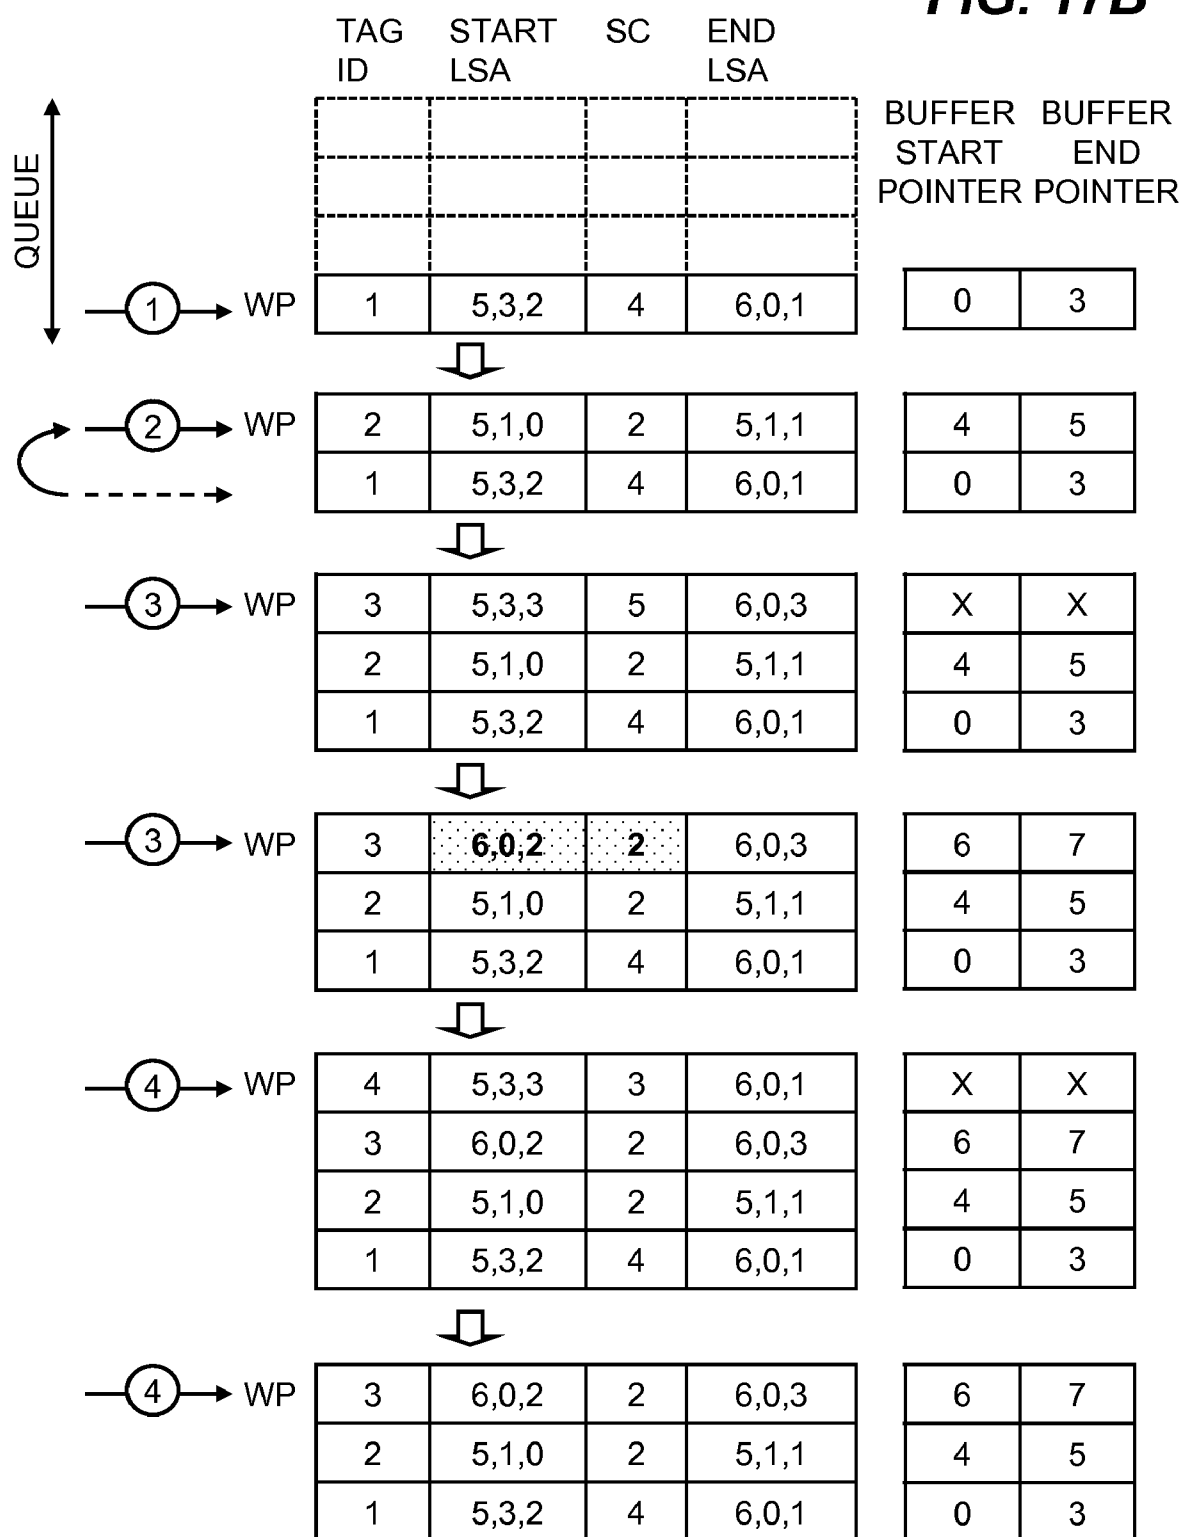 FIG. 17B
TAG ID START LSA SC END LSA
BUFFER START POINTER BUFFER END POINTER
QUEUE
1 WP 1 5,3,2 4 6,0,1 0 3
2 WP 2 5,1,0 2 5,1,1 4 5
1 5,3,2 4 6,0,1 0 3
3 WP 3 5,3,3 5 6,0,3 X X
2 5,1,0 2 5,1,1 4 5
1 5,3,2 4 6,0,1 0 3
3 WP 3 6,0,2 2 6,0,3 6 7
2 5,1,0 2 5,1,1 4 5
1 5,3,2 4 6,0,1 0 3
4 WP 4 5,3,3 3 6,0,1 X X
3 6,0,2 2 6,0,3 6 7
2 5,1,0 2 5,1,1 4 5
1 5,3,2 4 6,0,1 0 3
4 WP 3 6,0,2 2 6,0,3 6 7
2 5,1,0 2 5,1,1 4 5
1 5,3,2 4 6,0,1 0 3